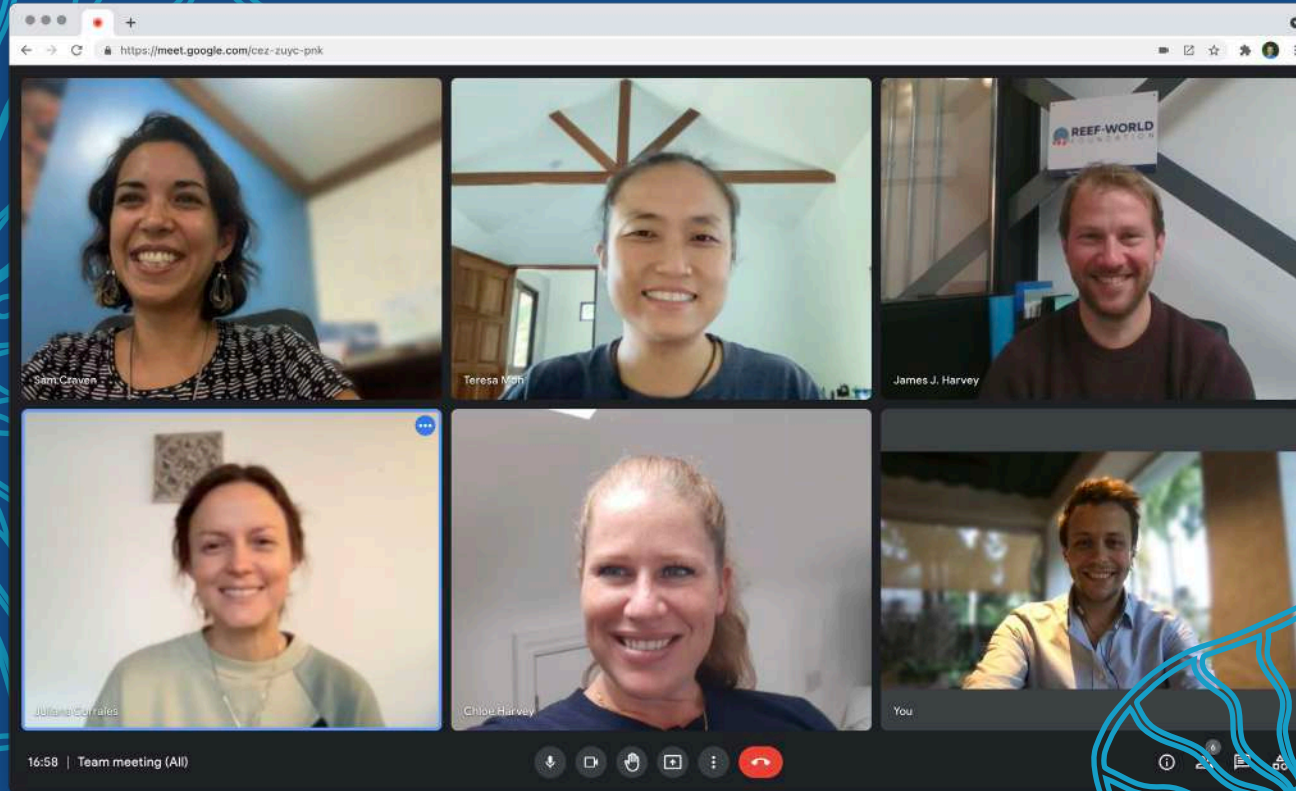 https://meet.google.com/cez-zuyc-pnk
REEF-WORLD
FOUNDATION
Sam Craven
Teresa Moh
James J. Harvey
Juliana Corrales
Chloe Harvey
You
16:58 | Team meeting (All)
6